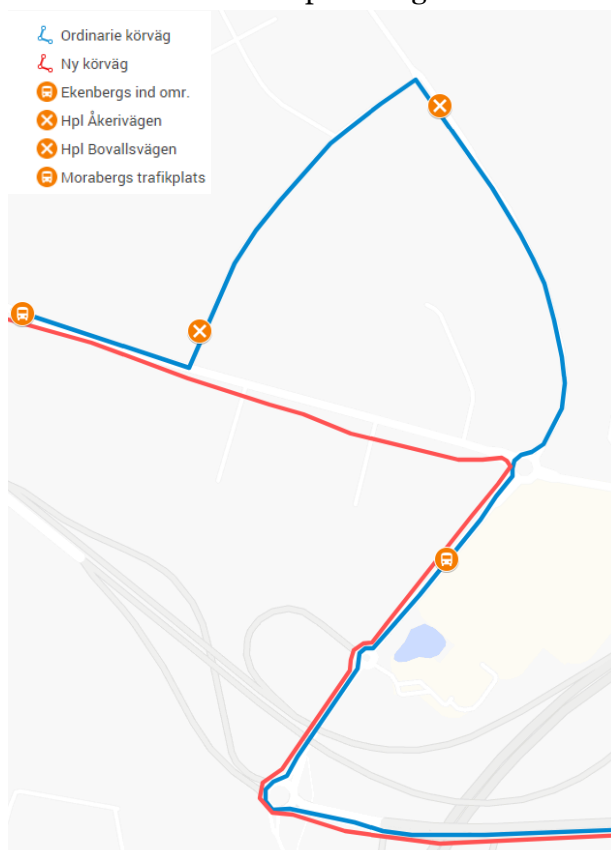 Ordinarie körväg
Ny körväg
Ekenbergs ind omr.
Hpl Åkerivägen
Hpl Bovallsvägen
Morabergs trafikplats